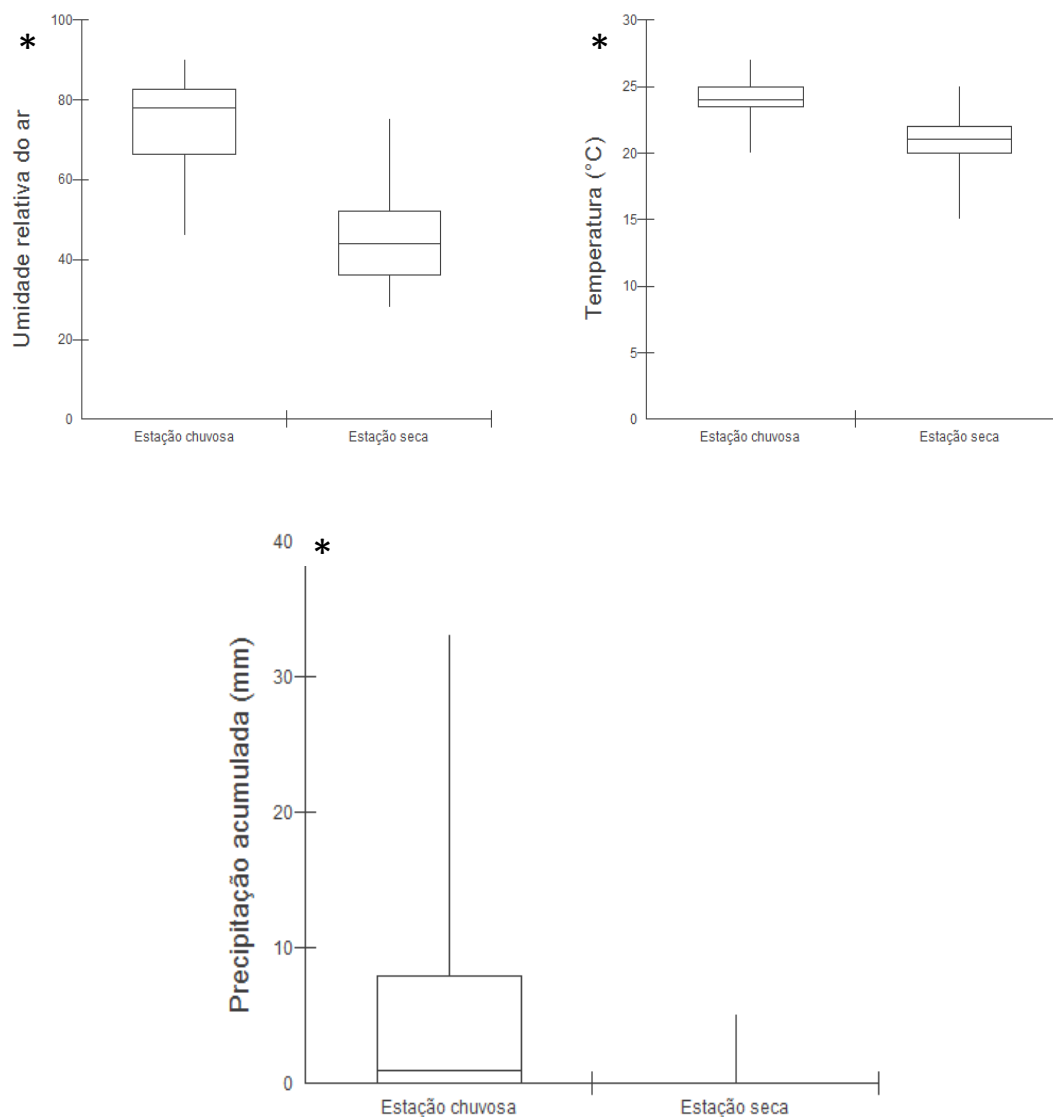 *
Umidade relativa do ar
100
80
60
40
20
0
Estação chuvosa
Estação seca
*
Temperatura (°C)
30
25
20
15
10
5
0
Estação chuvosa
Estação seca
*
Precipitação acumulada (mm)
40
30
20
10
0
Estação chuvosa
Estação seca